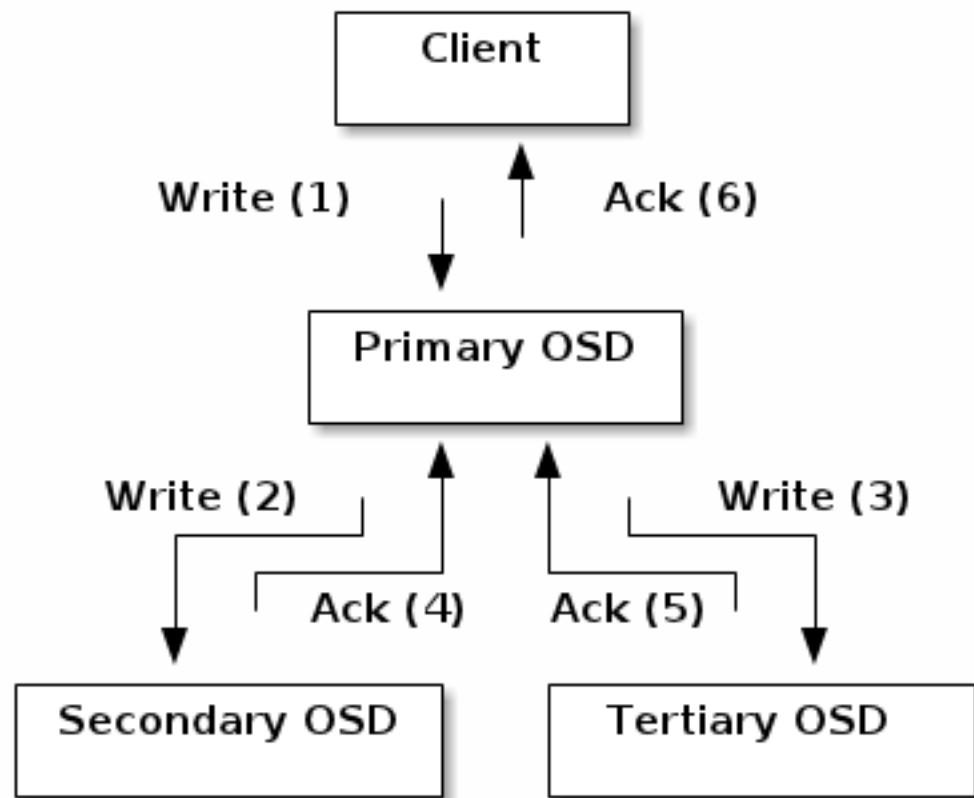 Client
Write (1)
Ack (6)
Primary OSD
Write (2)
Write (3)
Ack (4)
Ack (5)
Secondary OSD
Tertiary OSD